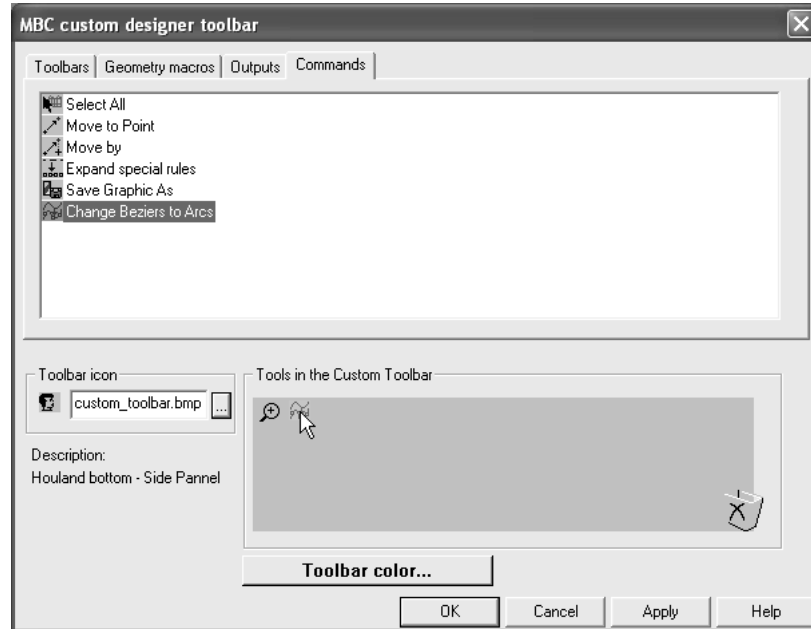 MBC custom designer toolbar
Toolbars Geometry macros Outputs Commands
Select All
Move to Point
Move by
Expand special rules
Save Graphic As
Change Beziers to Arcs
Toolbar icon
custom_toolbar.bmp ...
Description:
Houland bottom - Side Pannel
Tools in the Custom Toolbar
Toolbar color...
OK Cancel Apply Help